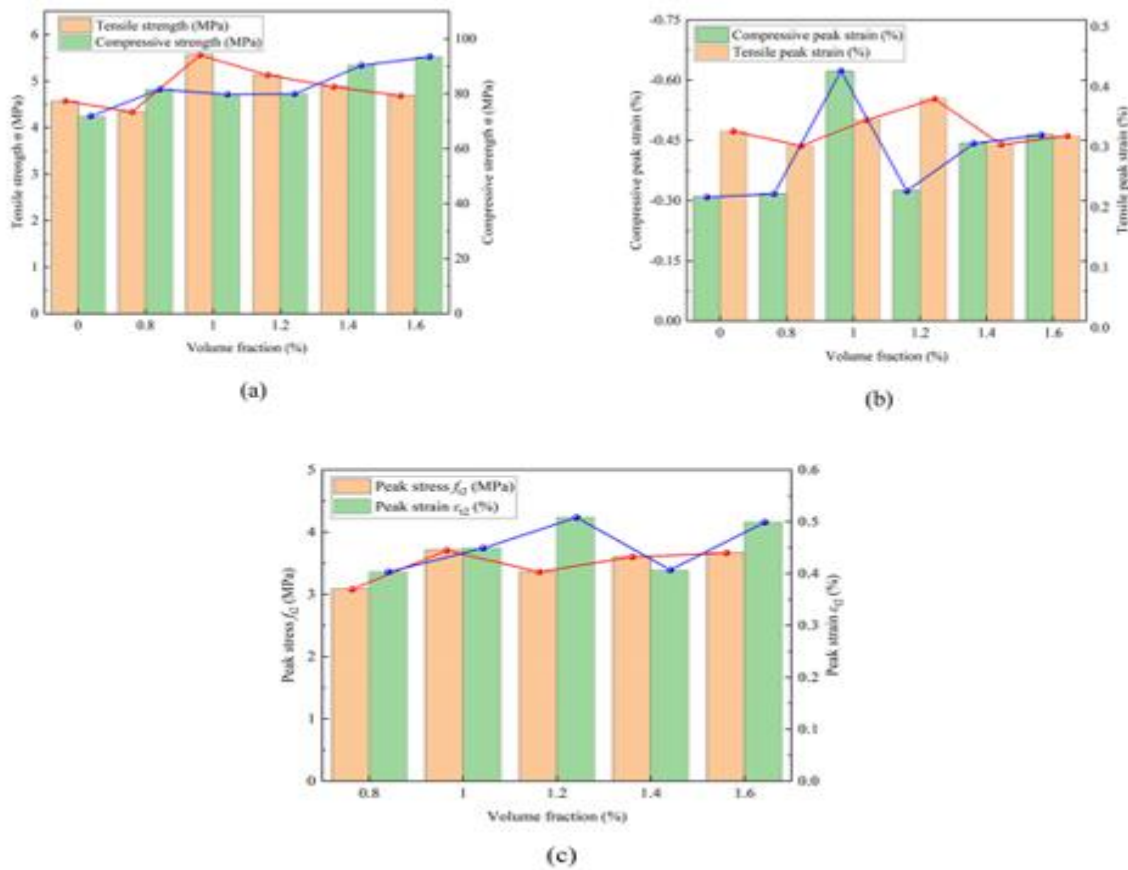 Tensile strength (MPa)
Compressive strength (MPa)
6
5
4
3
2
1
0
100
80
60
40
20
0
Tensile strength σ (MPa)
Compressive strength σ (MPa)
0 0.8 1 1.2 1.4 1.6
Volume fraction (%)
(a)
Compressive peak strain (%)
Tensile peak strain (%)
-0.75
-0.60
-0.45
-0.30
-0.15
0.00
0.5
0.4
0.3
0.2
0.1
0.0
Compressive peak strain (%)
Tensile peak strain (%)
0 0.8 1 1.2 1.4 1.6
Volume fraction (%)
(b)
Peak stress ft2 (MPa)
Peak strain εt2 (%)
5
4
3
2
1
0
0.6
0.5
0.4
0.3
0.2
0.1
0.0
Peak stress ft2 (MPa)
Peak strain εt2 (%)
0.8 1 1.2 1.4 1.6
Volume fraction (%)
(c)